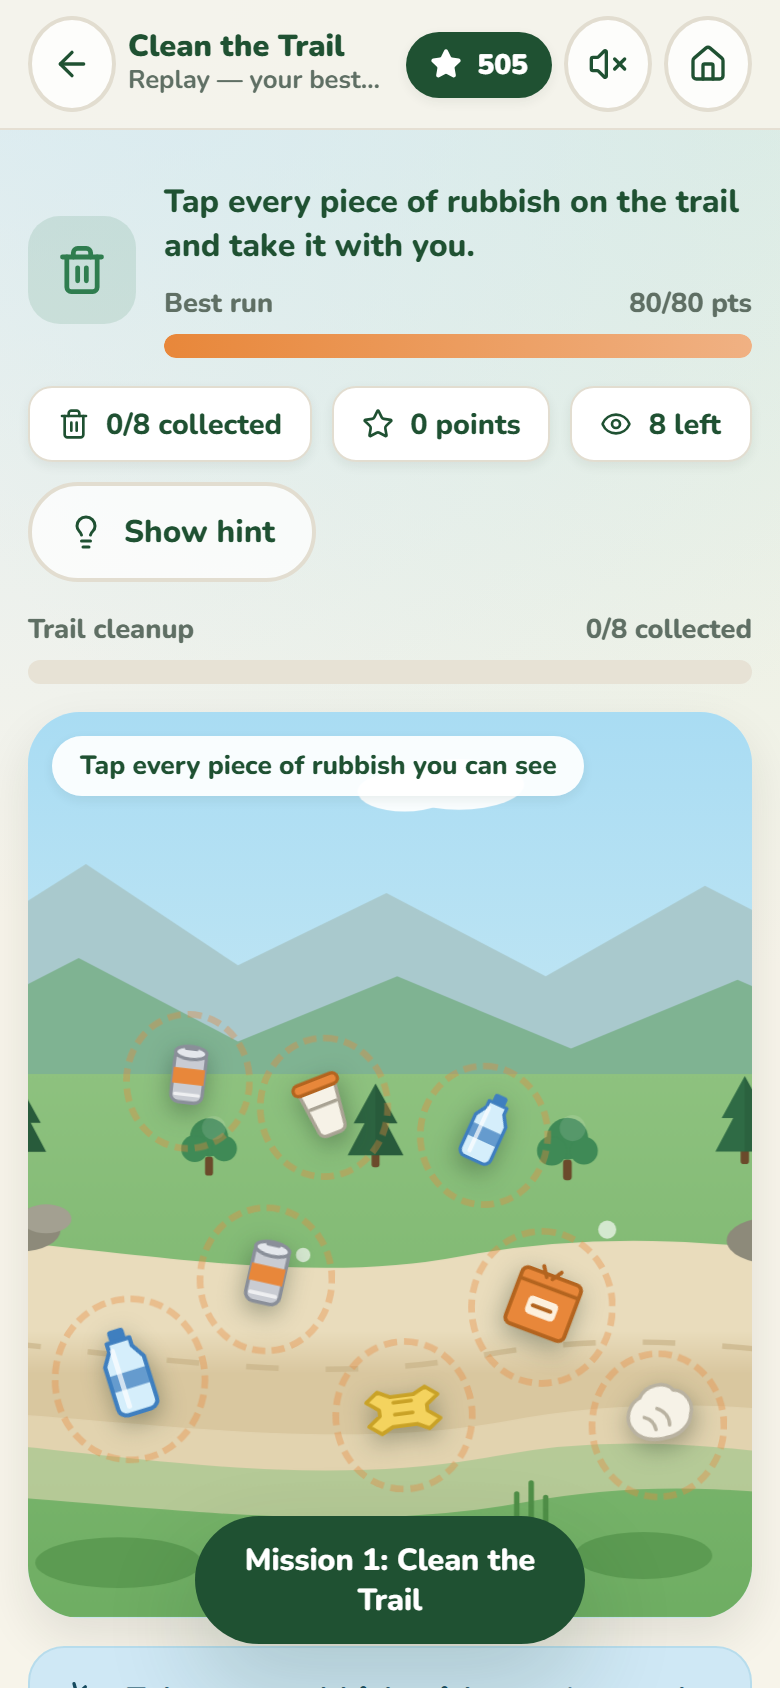 Clean the Trail
Replay — your best...
505
Tap every piece of rubbish on the trail
and take it with you.
Best run
80/80 pts
0/8 collected
0 points
8 left
Show hint
Trail cleanup
0/8 collected
Tap every piece of rubbish you can see
Mission 1: Clean the
Trail